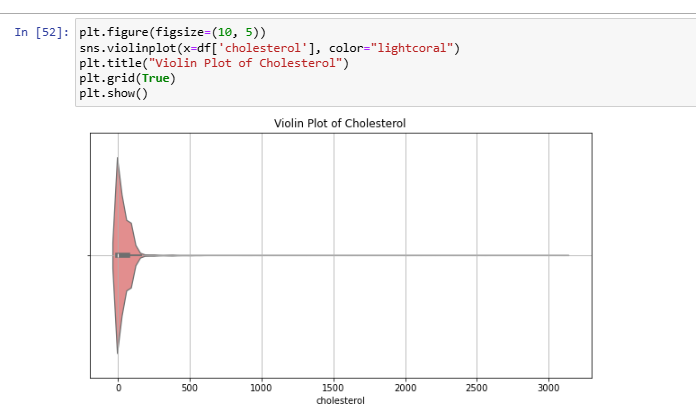 In [52]: plt.figure(figsize=(10, 5))
sns.violinplot(x=df['cholesterol'], color="lightcoral")
plt.title("Violin Plot of Cholesterol")
plt.grid(True)
plt.show()
Violin Plot of Cholesterol
0 500 1000 1500 2000 2500 3000
cholesterol